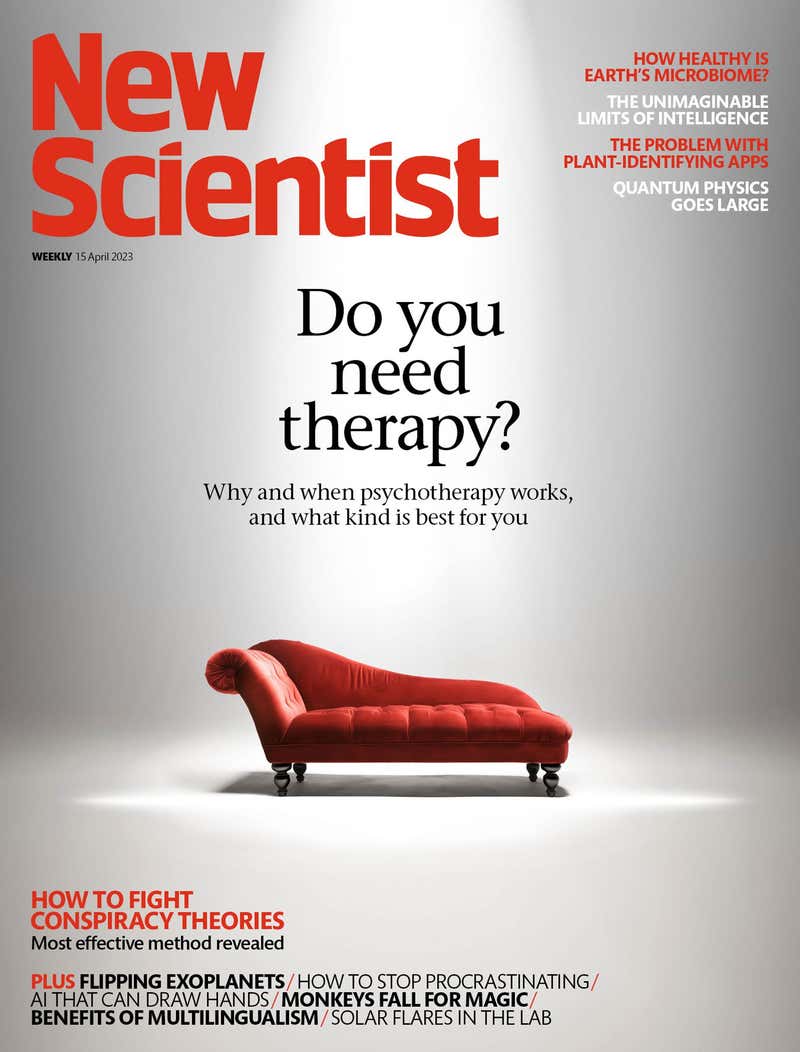 New
Scientist
WEEKLY 15 April 2023
HOW HEALTHY IS
EARTH'S MICROBIOME?
THE UNIMAGINABLE
LIMITS OF INTELLIGENCE
THE PROBLEM WITH
PLANT-IDENTIFYING APPS
QUANTUM PHYSICS
GOES LARGE
Do you
need
therapy?
Why and when psychotherapy works,
and what kind is best for you
HOW TO FIGHT
CONSPIRACY THEORIES
Most effective method revealed
PLUS FLIPPING EXOPLANETS / HOW TO STOP PROCRASTINATING /
AI THAT CAN DRAW HANDS / MONKEYS FALL FOR MAGIC /
BENEFITS OF MULTILINGUALISM / SOLAR FLARES IN THE LAB